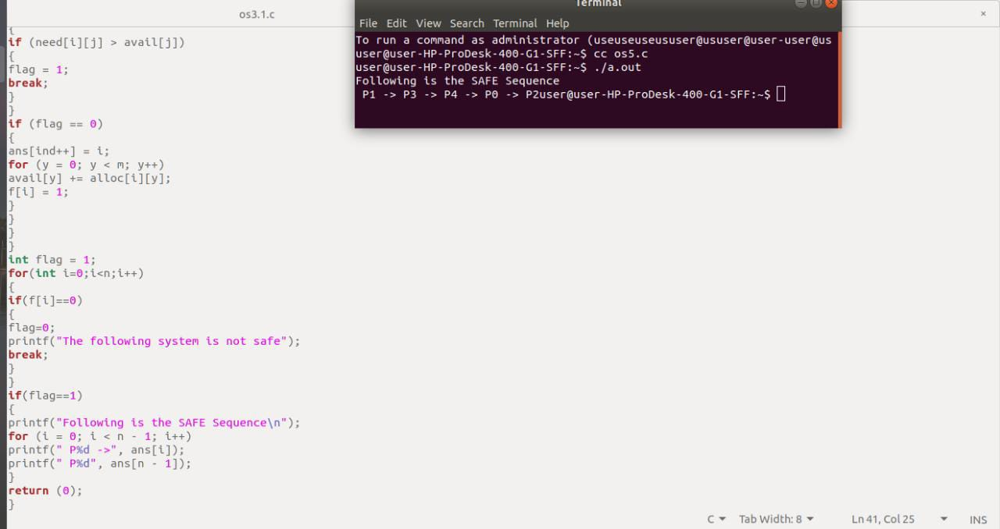 os3.1.c
×
{
if (need[i][j] > avail[j])
{
flag = 1;
break;
}
}
if (flag == 0)
{
ans[ind++] = i;
for (y = 0; y < m; y++)
avail[y] += alloc[i][y];
f[i] = 1;
}
}
}
}
int flag = 1;
for(int i=0;i<n;i++)
{
if(f[i]==0)
{
flag=0;
printf("The following system is not safe");
break;
}
}
if(flag==1)
{
printf("Following is the SAFE Sequence\n");
for (i = 0; i < n - 1; i++)
printf(" P%d ->", ans[i]);
printf(" P%d", ans[n - 1]);
}
return (0);
}
Terminal
File Edit View Search Terminal Help
To run a command as administrator (useuseuseususer@ususer@user-user@us
user@user-HP-ProDesk-400-G1-SFF:~$ cc os5.c
user@user-HP-ProDesk-400-G1-SFF:~$ ./a.out
Following is the SAFE Sequence
 P1 -> P3 -> P4 -> P0 -> P2user@user-HP-ProDesk-400-G1-SFF:~$
C Tab Width: 8 Ln 41, Col 25 INS